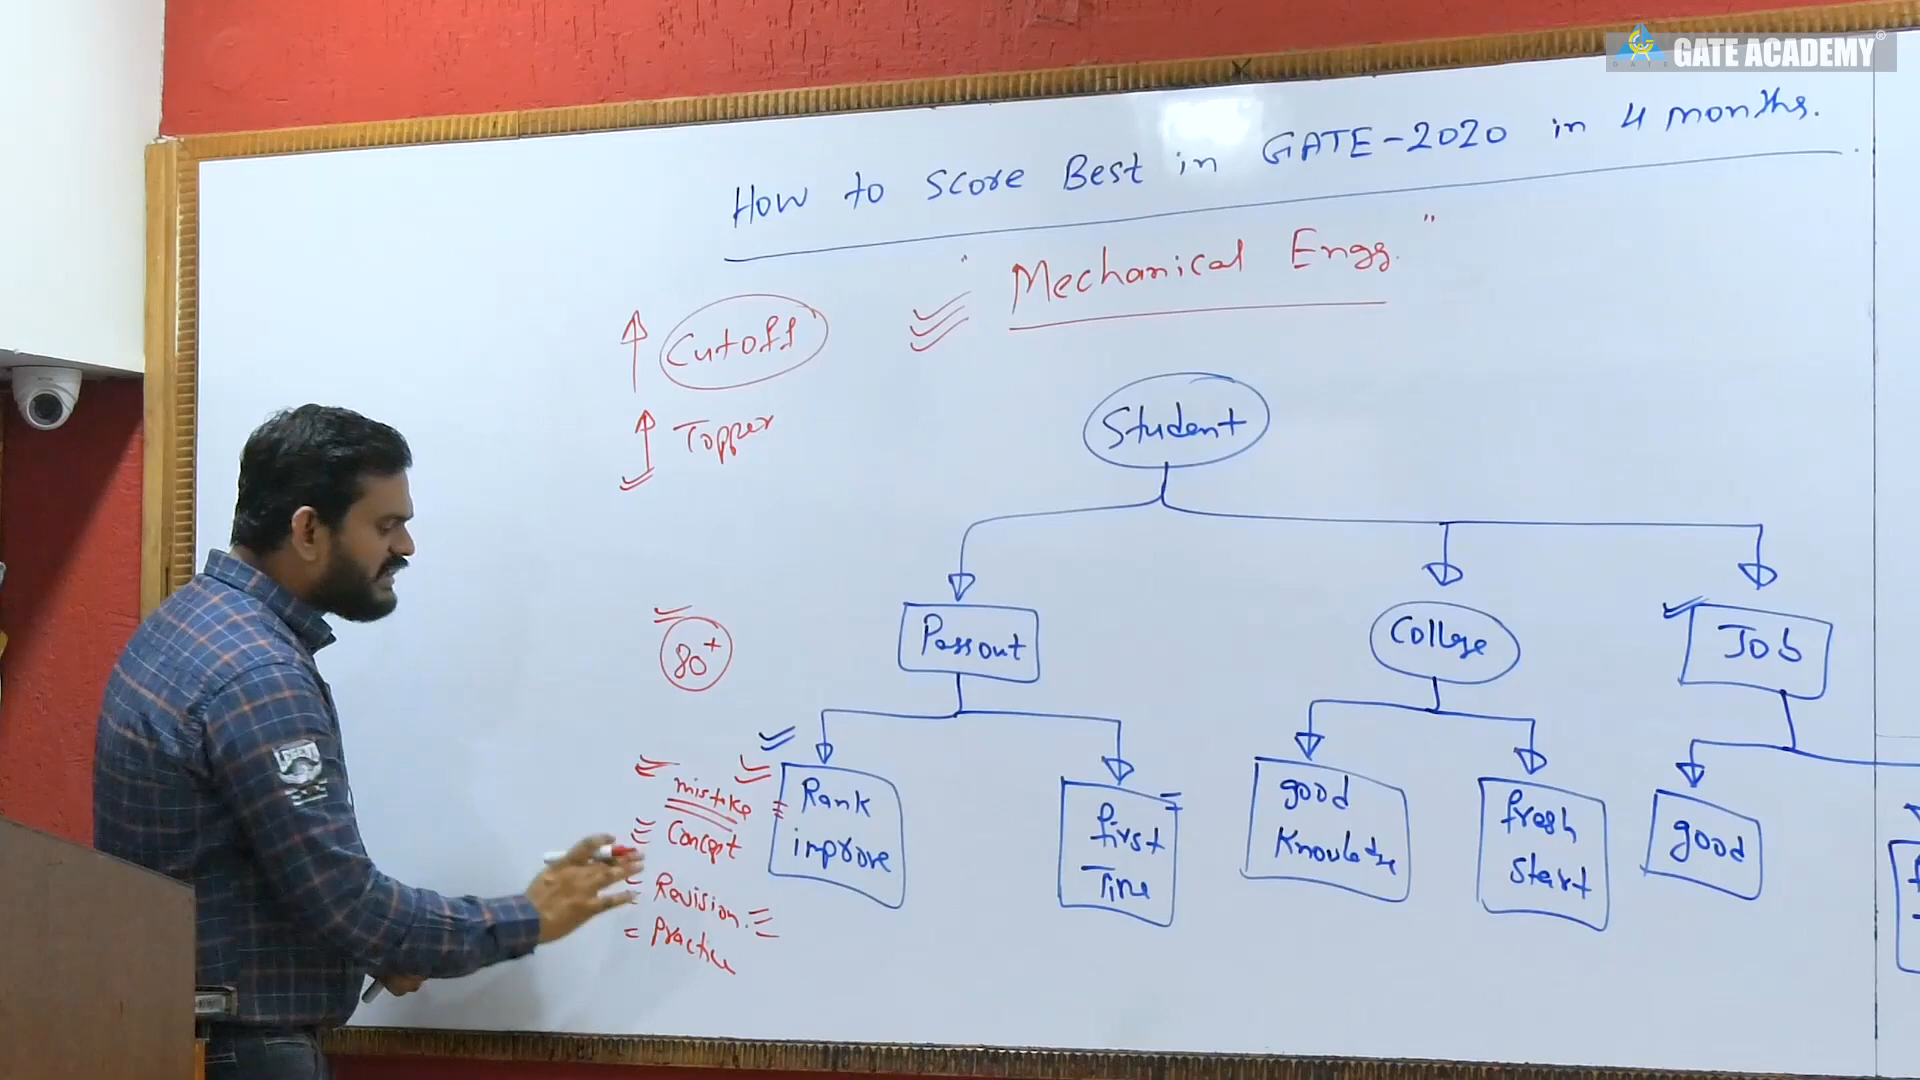 GATE ACADEMY®
GATE
How to Score Best in GATE-2020 in 4 months.
"Mechanical Engg."
Cutoff
Topper
Student
80+
Passout
College
Job
mistake
Concept
Revision.
Practice
Rank
improve
first
Time
good
Knowledge
fresh
Start
good